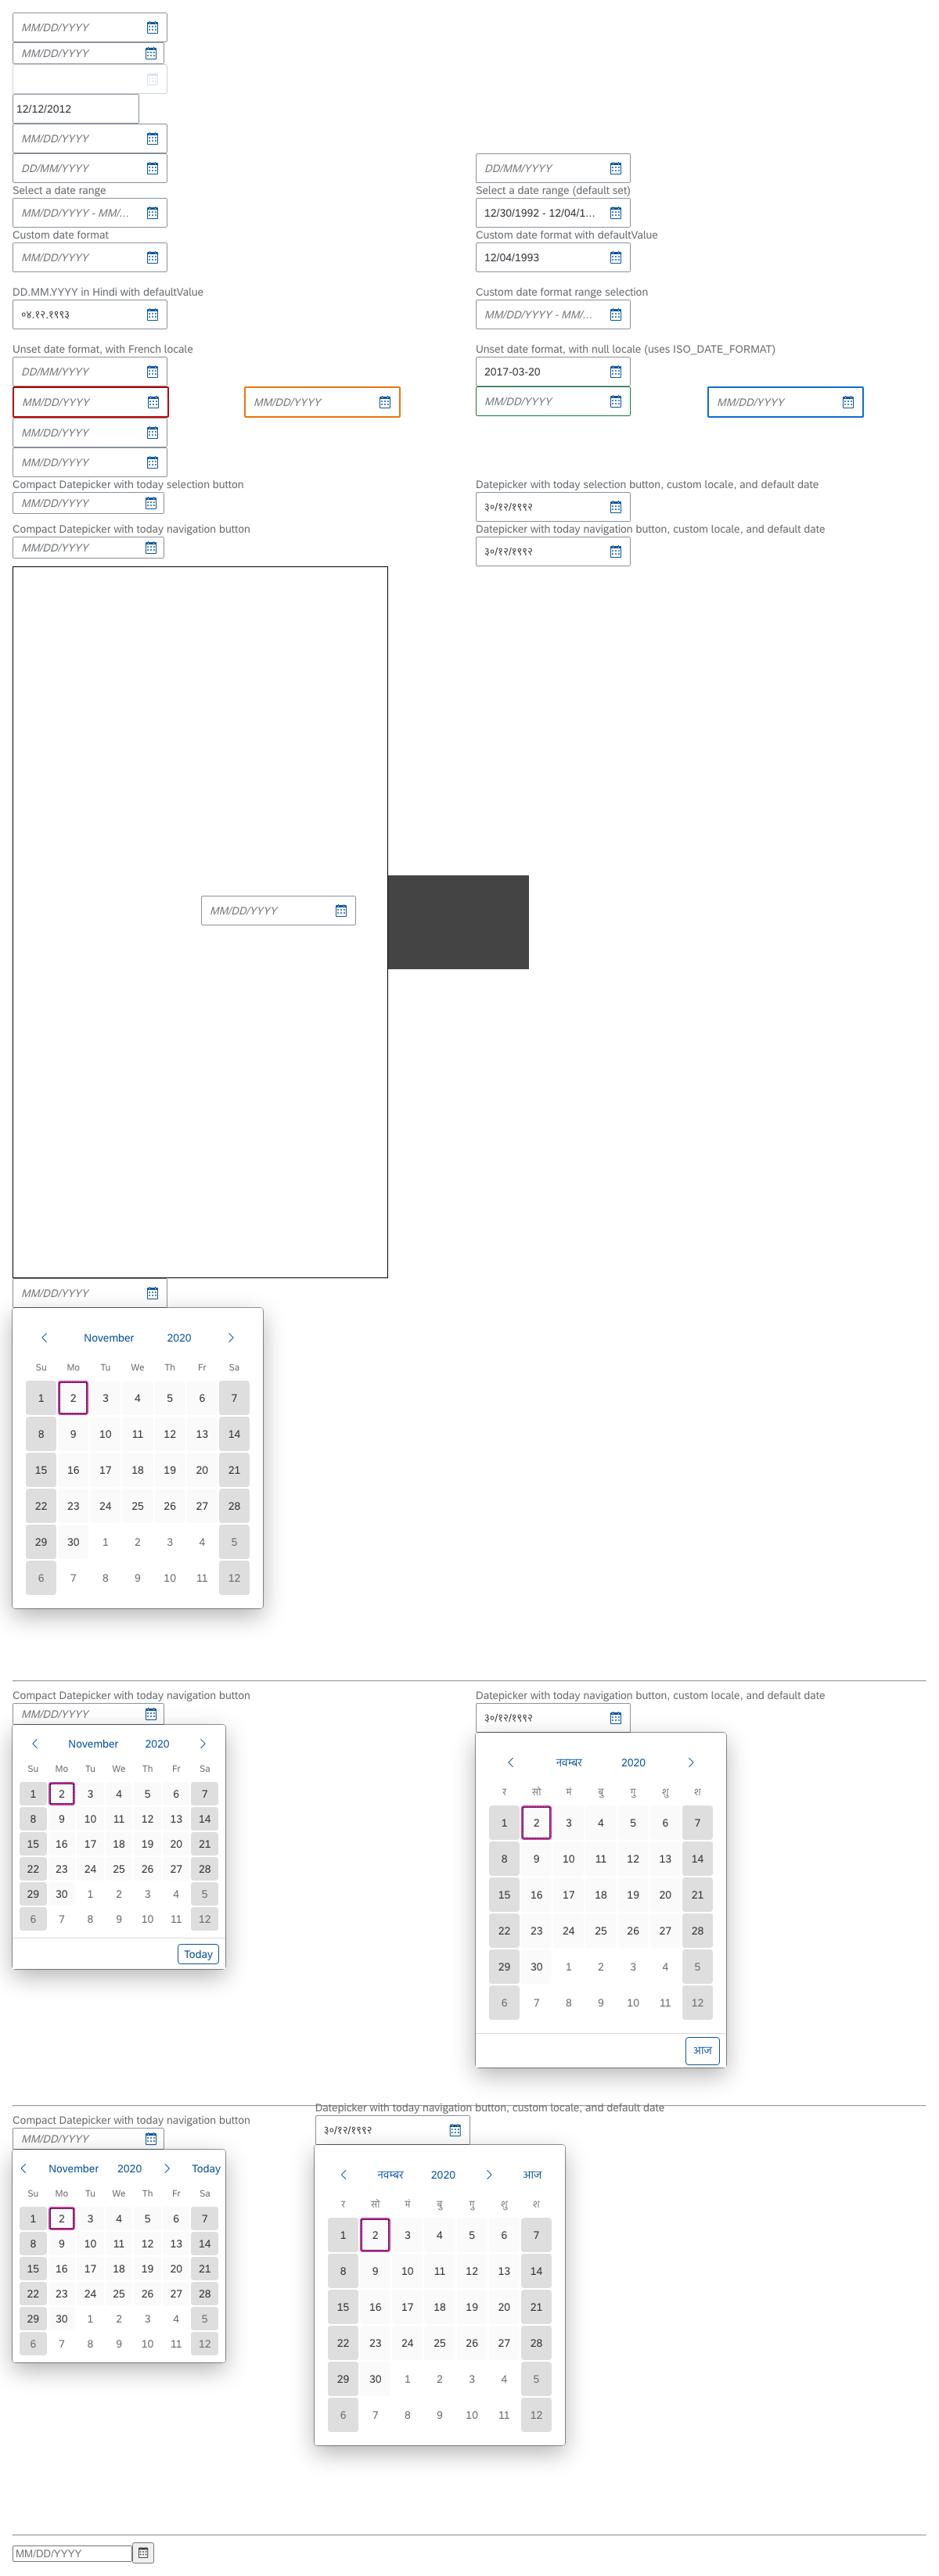 MM/DD/YYYY
MM/DD/YYYY
12/12/2012
MM/DD/YYYY
DD/MM/YYYY DD/MM/YYYY
Select a date range Select a date range (default set)
MM/DD/YYYY - MM/... 12/30/1992 - 12/04/1...
Custom date format Custom date format with defaultValue
MM/DD/YYYY 12/04/1993
DD.MM.YYYY in Hindi with defaultValue Custom date format range selection
०४.१२.१९९३ MM/DD/YYYY - MM/...
Unset date format, with French locale Unset date format, with null locale (uses ISO_DATE_FORMAT)
DD/MM/YYYY 2017-03-20
MM/DD/YYYY MM/DD/YYYY MM/DD/YYYY MM/DD/YYYY
MM/DD/YYYY
MM/DD/YYYY
Compact Datepicker with today selection button Datepicker with today selection button, custom locale, and default date
MM/DD/YYYY ३०/१२/१९९२
Compact Datepicker with today navigation button Datepicker with today navigation button, custom locale, and default date
MM/DD/YYYY ३०/१२/१९९२
MM/DD/YYYY
MM/DD/YYYY
November 2020
Su Mo Tu We Th Fr Sa
1 2 3 4 5 6 7
8 9 10 11 12 13 14
15 16 17 18 19 20 21
22 23 24 25 26 27 28
29 30 1 2 3 4 5
6 7 8 9 10 11 12
Compact Datepicker with today navigation button
MM/DD/YYYY
November 2020
Su Mo Tu We Th Fr Sa
1 2 3 4 5 6 7
8 9 10 11 12 13 14
15 16 17 18 19 20 21
22 23 24 25 26 27 28
29 30 1 2 3 4 5
6 7 8 9 10 11 12
Today
Datepicker with today navigation button, custom locale, and default date
३०/१२/१९९२
नवम्बर 2020
र सो मं बु गु शु श
1 2 3 4 5 6 7
8 9 10 11 12 13 14
15 16 17 18 19 20 21
22 23 24 25 26 27 28
29 30 1 2 3 4 5
6 7 8 9 10 11 12
आज
Compact Datepicker with today navigation button
MM/DD/YYYY
November 2020 Today
Su Mo Tu We Th Fr Sa
1 2 3 4 5 6 7
8 9 10 11 12 13 14
15 16 17 18 19 20 21
22 23 24 25 26 27 28
29 30 1 2 3 4 5
6 7 8 9 10 11 12
Datepicker with today navigation button, custom locale, and default date
३०/१२/१९९२
नवम्बर 2020 आज
र सो मं बु गु शु श
1 2 3 4 5 6 7
8 9 10 11 12 13 14
15 16 17 18 19 20 21
22 23 24 25 26 27 28
29 30 1 2 3 4 5
6 7 8 9 10 11 12
MM/DD/YYYY